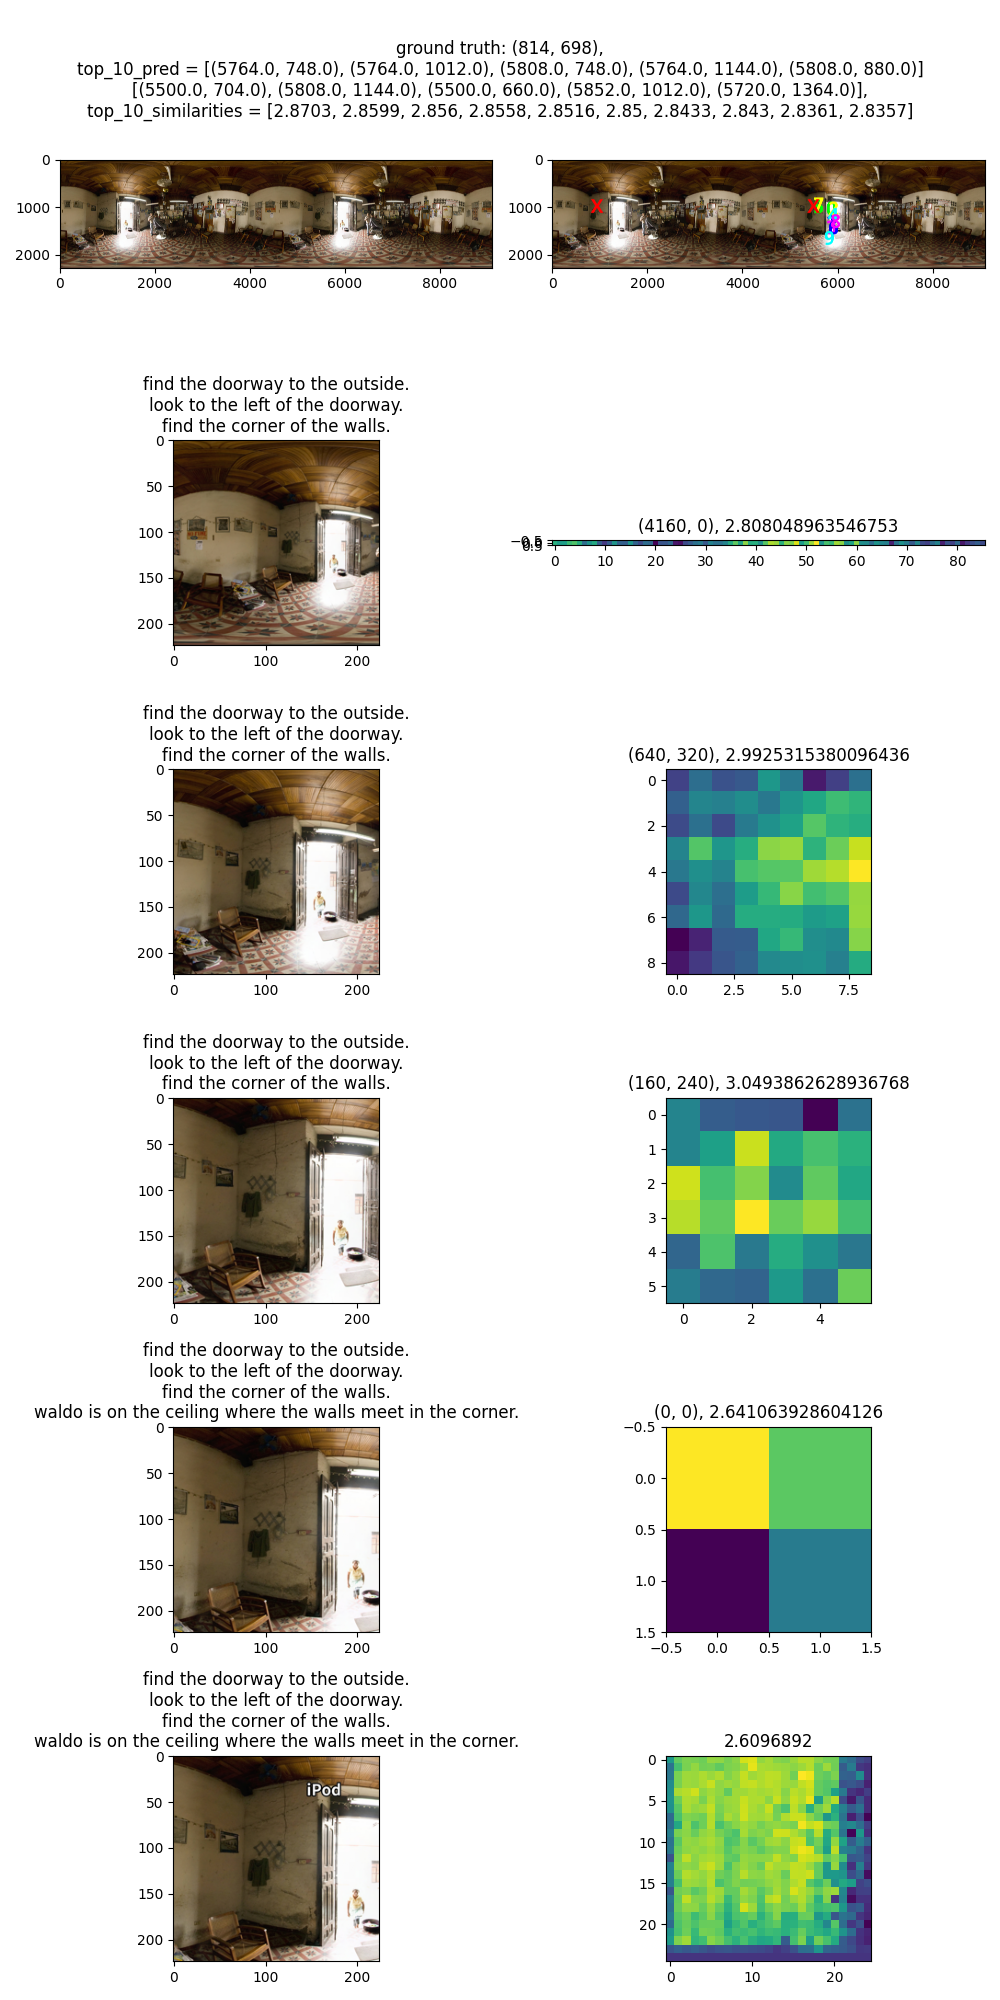 ground truth: (814, 698),
top_10_pred = [(5764.0, 748.0), (5764.0, 1012.0), (5808.0, 748.0), (5764.0, 1144.0), (5808.0, 880.0)]
[(5500.0, 704.0), (5808.0, 1144.0), (5500.0, 660.0), (5852.0, 1012.0), (5720.0, 1364.0)],
top_10_similarities = [2.8703, 2.8599, 2.856, 2.8558, 2.8516, 2.85, 2.8433, 2.843, 2.8361, 2.8357]
0 0
1000 X 1000 X X 7
8
2000 2000 9
0 2000 4000 6000 8000 0 2000 4000 6000 8000
find the doorway to the outside.
look to the left of the doorway.
find the corner of the walls.
0
50
100
150
200
0 100 200
(4160, 0), 2.808048963546753
−0.5
0.5
0 10 20 30 40 50 60 70 80
find the doorway to the outside.
look to the left of the doorway.
find the corner of the walls.
0
50
100
150
200
0 100 200
(640, 320), 2.9925315380096436
0
2
4
6
8
0.0 2.5 5.0 7.5
find the doorway to the outside.
look to the left of the doorway.
find the corner of the walls.
0
50
100
150
200
0 100 200
(160, 240), 3.0493862628936768
0
1
2
3
4
5
0 2 4
find the doorway to the outside.
look to the left of the doorway.
find the corner of the walls.
waldo is on the ceiling where the walls meet in the corner.
0
50
100
150
200
0 100 200
(0, 0), 2.641063928604126
−0.5
0.0
0.5
1.0
1.5
−0.5 0.0 0.5 1.0 1.5
find the doorway to the outside.
look to the left of the doorway.
find the corner of the walls.
waldo is on the ceiling where the walls meet in the corner.
0
50
100
150
200
0 100 200
iPod
2.6096892
0
5
10
15
20
0 10 20